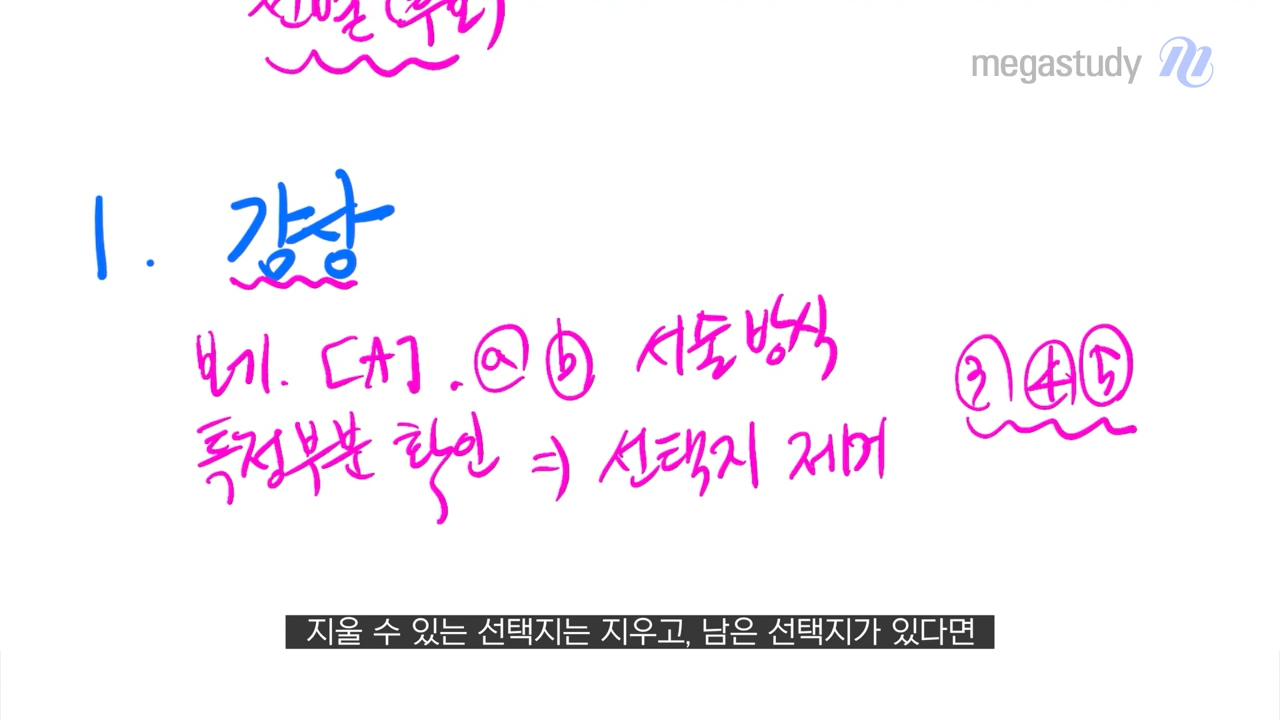 megastudy
1. 감상
보기. [A]. ⓐ ⓑ 서술방식
③ ④ ⑤
특정부분 확인 ⇒ 선택지 제거
지울 수 있는 선택지는 지우고, 남은 선택지가 있다면